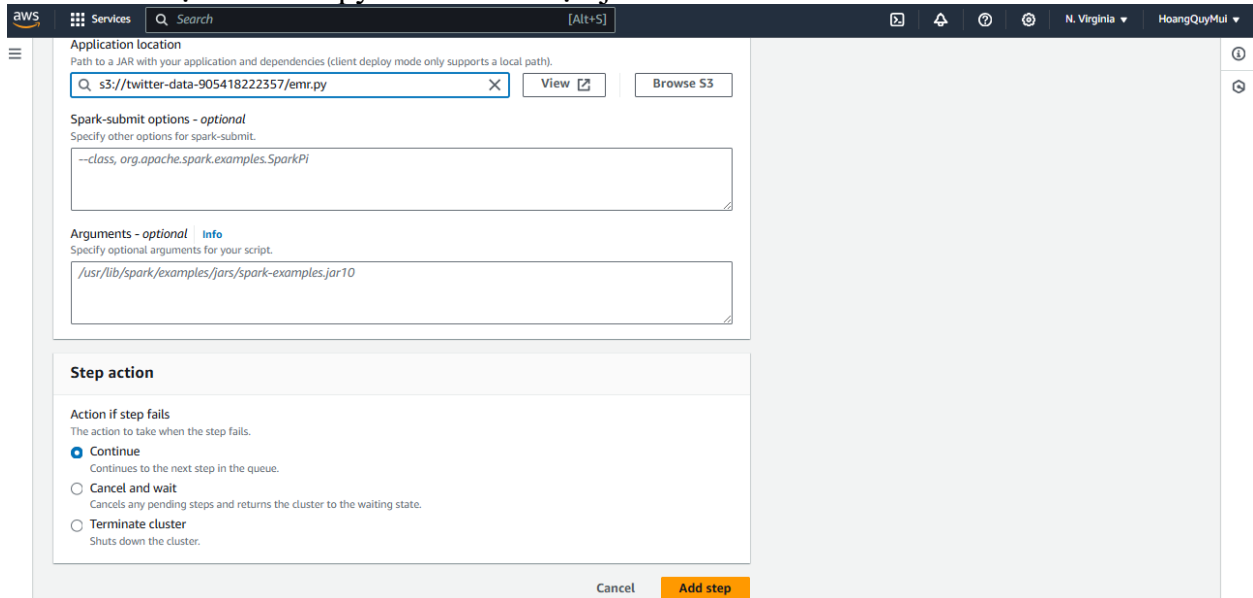 py
j
aws Services Search [Alt+S] N. Virginia HoangQuyMui
Application location
Path to a JAR with your application and dependencies (client deploy mode only supports a local path).
s3://twitter-data-905418222357/emr.py View Browse S3
Spark-submit options - optional
Specify other options for spark-submit.
--class, org.apache.spark.examples.SparkPi
Arguments - optional Info
Specify optional arguments for your script.
/usr/lib/spark/examples/jars/spark-examples.jar10
Step action
Action if step fails
The action to take when the step fails.
Continue
Continues to the next step in the queue.
Cancel and wait
Cancels any pending steps and returns the cluster to the waiting state.
Terminate cluster
Shuts down the cluster.
Cancel Add step